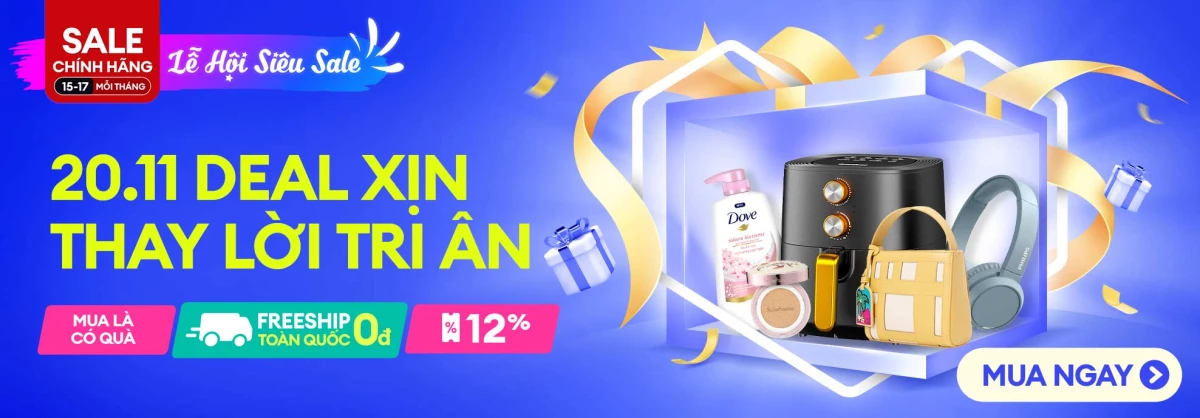 SALE
CHÍNH HÃNG
15-17 MỖI THÁNG
Lễ Hội Siêu Sale
20.11 DEAL XỊN
THAY LỜI TRI ÂN
MUA LÀ
CÓ QUÀ
FREESHIP
TOÀN QUỐC 0đ
% 12%
Dove
PHILIPS
MUA NGAY